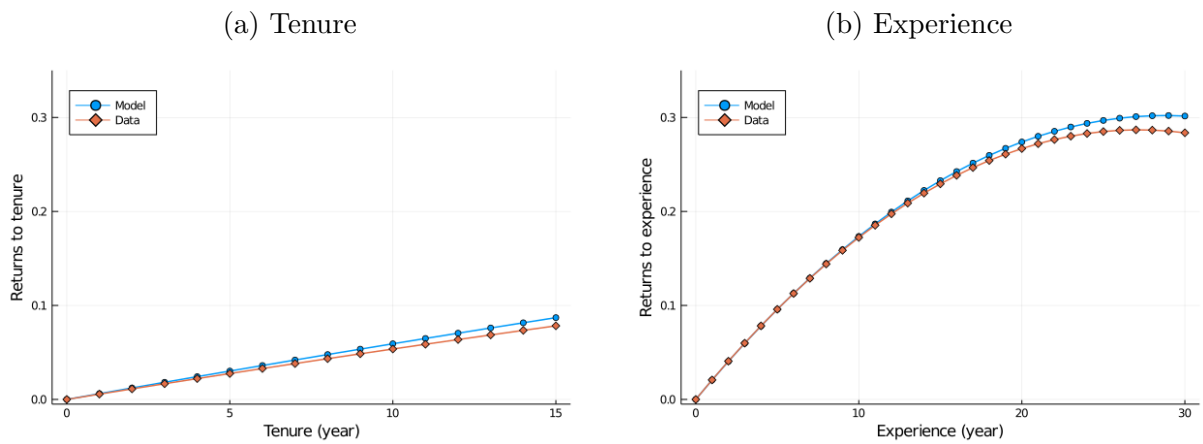 (a) Tenure
Returns to tenure
0.3
0.2
0.1
0.0
Model
Data
0
5
10
15
Tenure (year)
(b) Experience
Returns to experience
0.3
0.2
0.1
0.0
Model
Data
0
10
20
30
Experience (year)